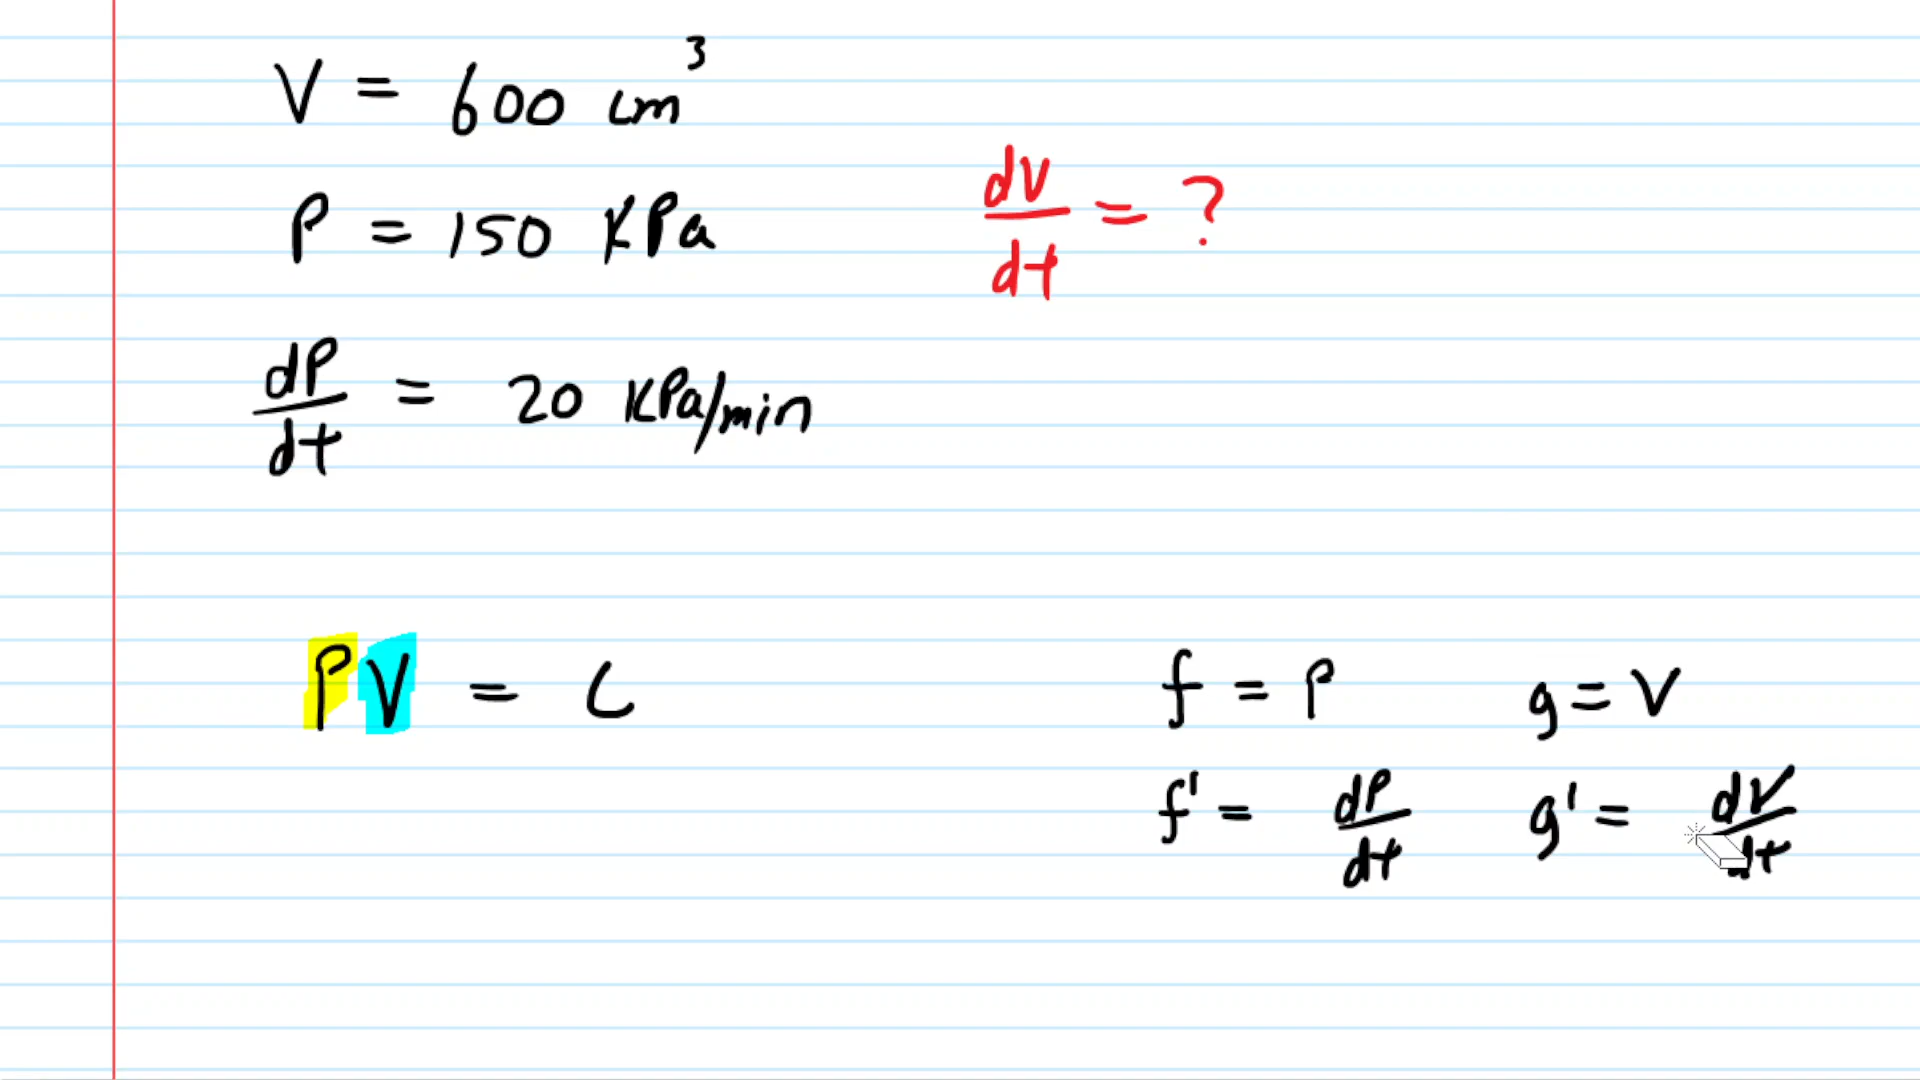 V = 600 cm³
P = 150 KPa
dV/dt = ?
dP/dt = 20 KPa/min
PV = C
f = P g = V
f' = dP/dt g' = dV/dt